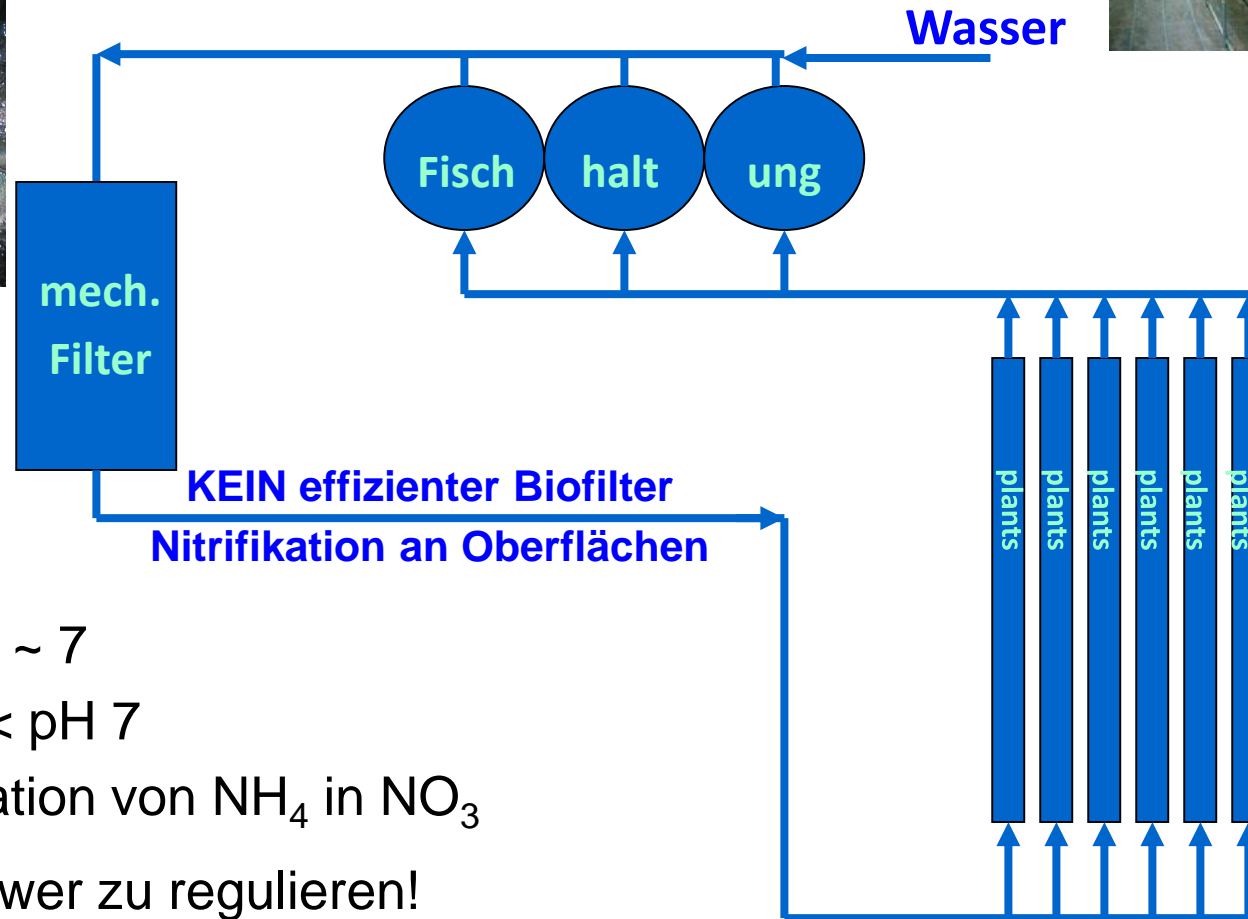 Wasser
Fisch halt ung
mech.
Filter
plants plants plants plants plants plants
KEIN effizienter Biofilter
Nitrifikation an Oberflächen
~ 7
< pH 7
ation von NH₄ in NO₃
wer zu regulieren!